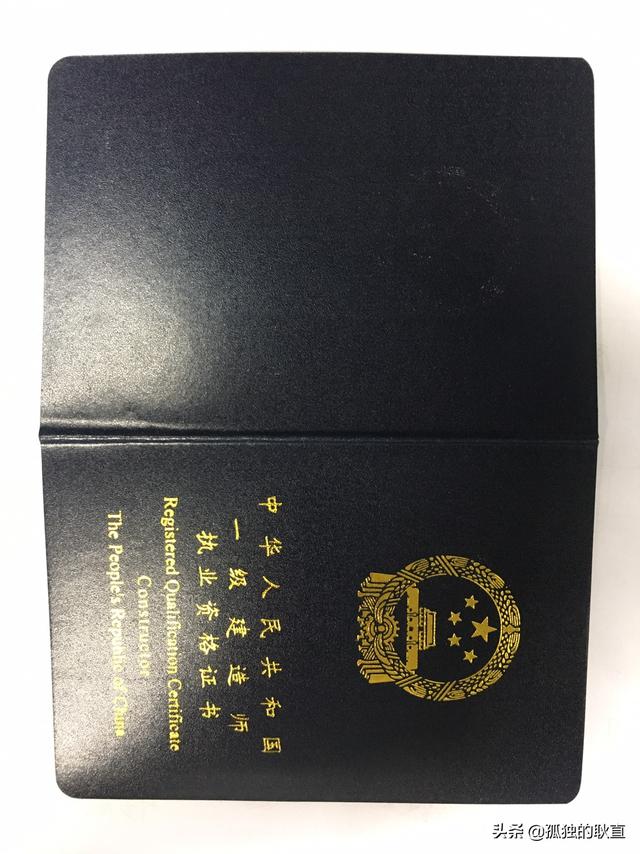 中华人民共和国
一级建造师
执业资格证书
Registered Qualification Certificate
Constructor
The People's Republic of China
头条 @孤独的耿直